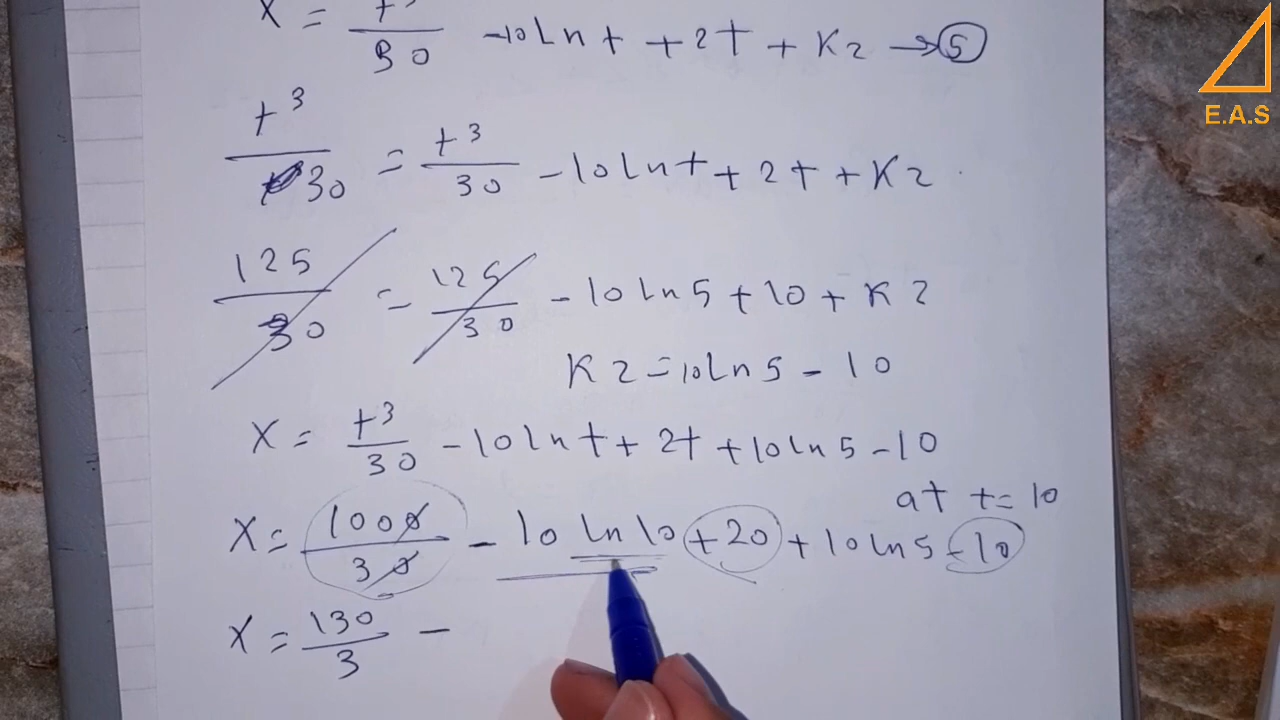 x = t³/30 -10 Ln t + 2t + K2 → 5
E.A.S
t³/30 = t³/30 - 10 Ln t + 2t + K2
125/30 = 125/30 - 10 Ln 5 + 10 + K2
K2 = 10 Ln 5 - 10
x = t³/30 - 10 Ln t + 2t + 10 Ln 5 - 10
at t = 10
x = 1000/30 - 10 Ln 10 + 20 + 10 Ln 5 - 10
x = 130/3 -